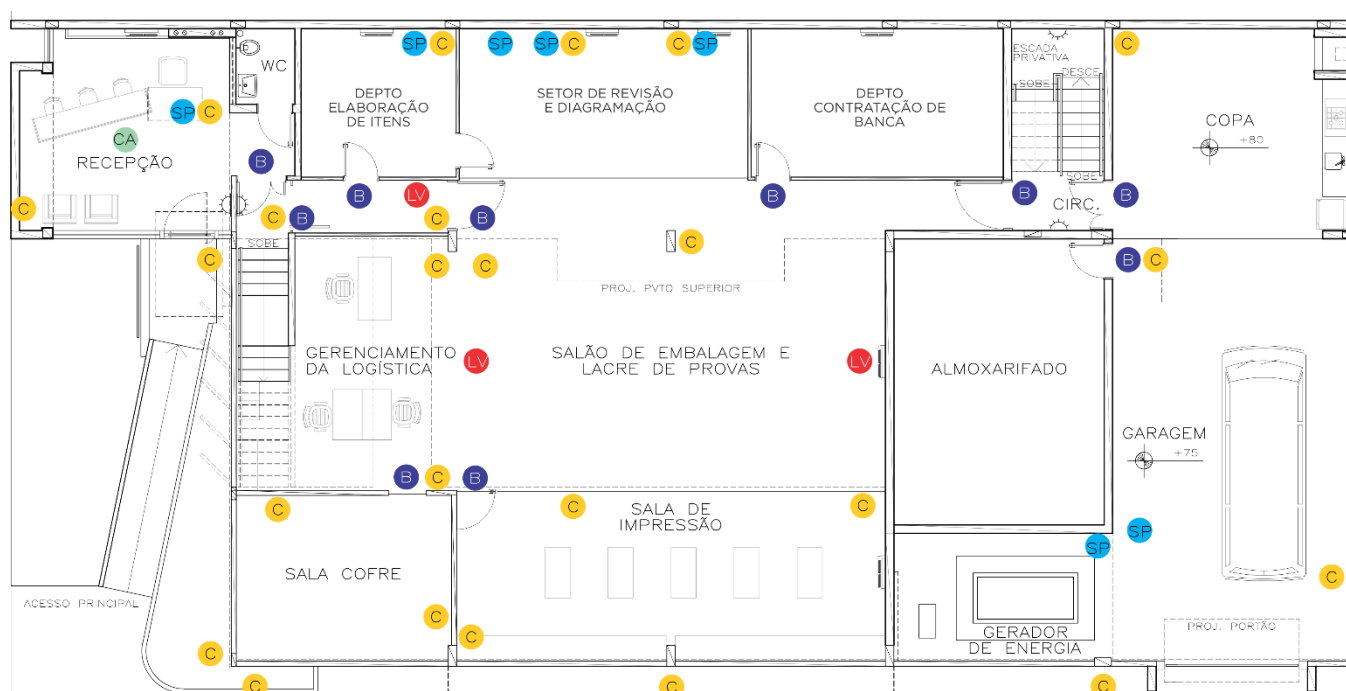 SP
C
SP
SP
C
C
SP
C
ESCADA
PRIVATIVA
WC
DEPTO
ELABORAÇÃO
DE ITENS
SETOR DE REVISÃO
E DIAGRAMAÇÃO
DEPTO
CONTRATAÇÃO DE
BANCA
SOBE
DESCE
COPA
+80
SP
C
CA
RECEPÇÃO
B
SOBE
B
LV
B
B
B
B
C
C
B
C
B
CIRC.
C
SOBE
C
C
C
B
C
PROJ. PVTO SUPERIOR
GERENCIAMENTO
DA LOGÍSTICA
LV
SALÃO DE EMBALAGEM E
LACRE DE PROVAS
LV
ALMOXARIFADO
GARAGEM
+75
B
C
B
C
C
C
SALA DE
IMPRESSÃO
SP
SP
SALA COFRE
C
ACESSO PRINCIPAL
C
C
PROJ. PORTÃO
GERADOR
DE ENERGIA
C
C
C
C